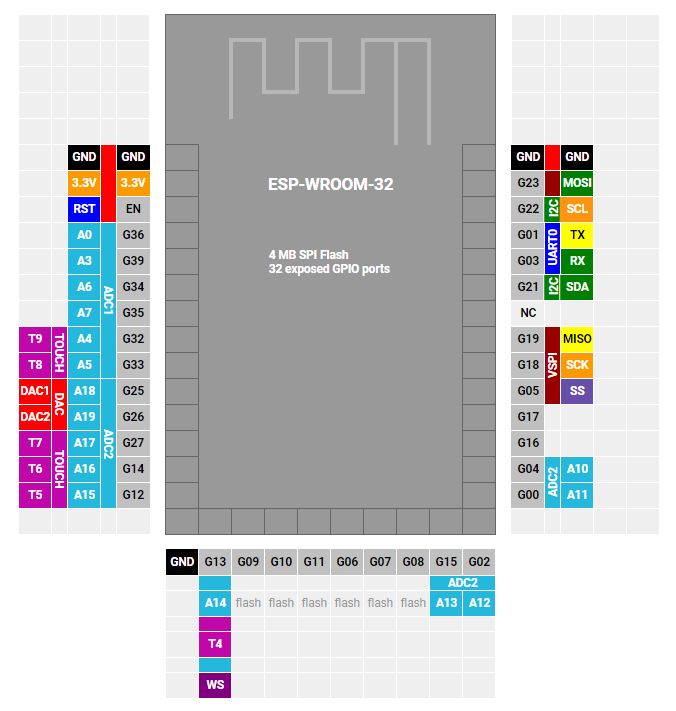 GND GND
3.3V 3.3V
RST EN
A0 G36
A3 G39
A6 G34
A7 G35
ADC1
T9 A4 G32
TOUCH
T8 A5 G33
DAC1 A18 G25
DAC
DAC2 A19 G26
ADC2
T7 A17 G27
T6 A16 G14
TOUCH
T5 A15 G12
ESP-WROOM-32
4 MB SPI Flash
32 exposed GPIO ports
GND GND
G23 MOSI
G22 I2C SCL
G01 TX
UART0
G03 RX
G21 I2C SDA
NC
G19 MISO
G18 VSPI SCK
G05 SS
G17
G16
G04 A10
ADC2
G00 A11
GND G13 G09 G10 G11 G06 G07 G08 G15 G02
ADC2
A14 flash flash flash flash flash flash A13 A12
T4
WS